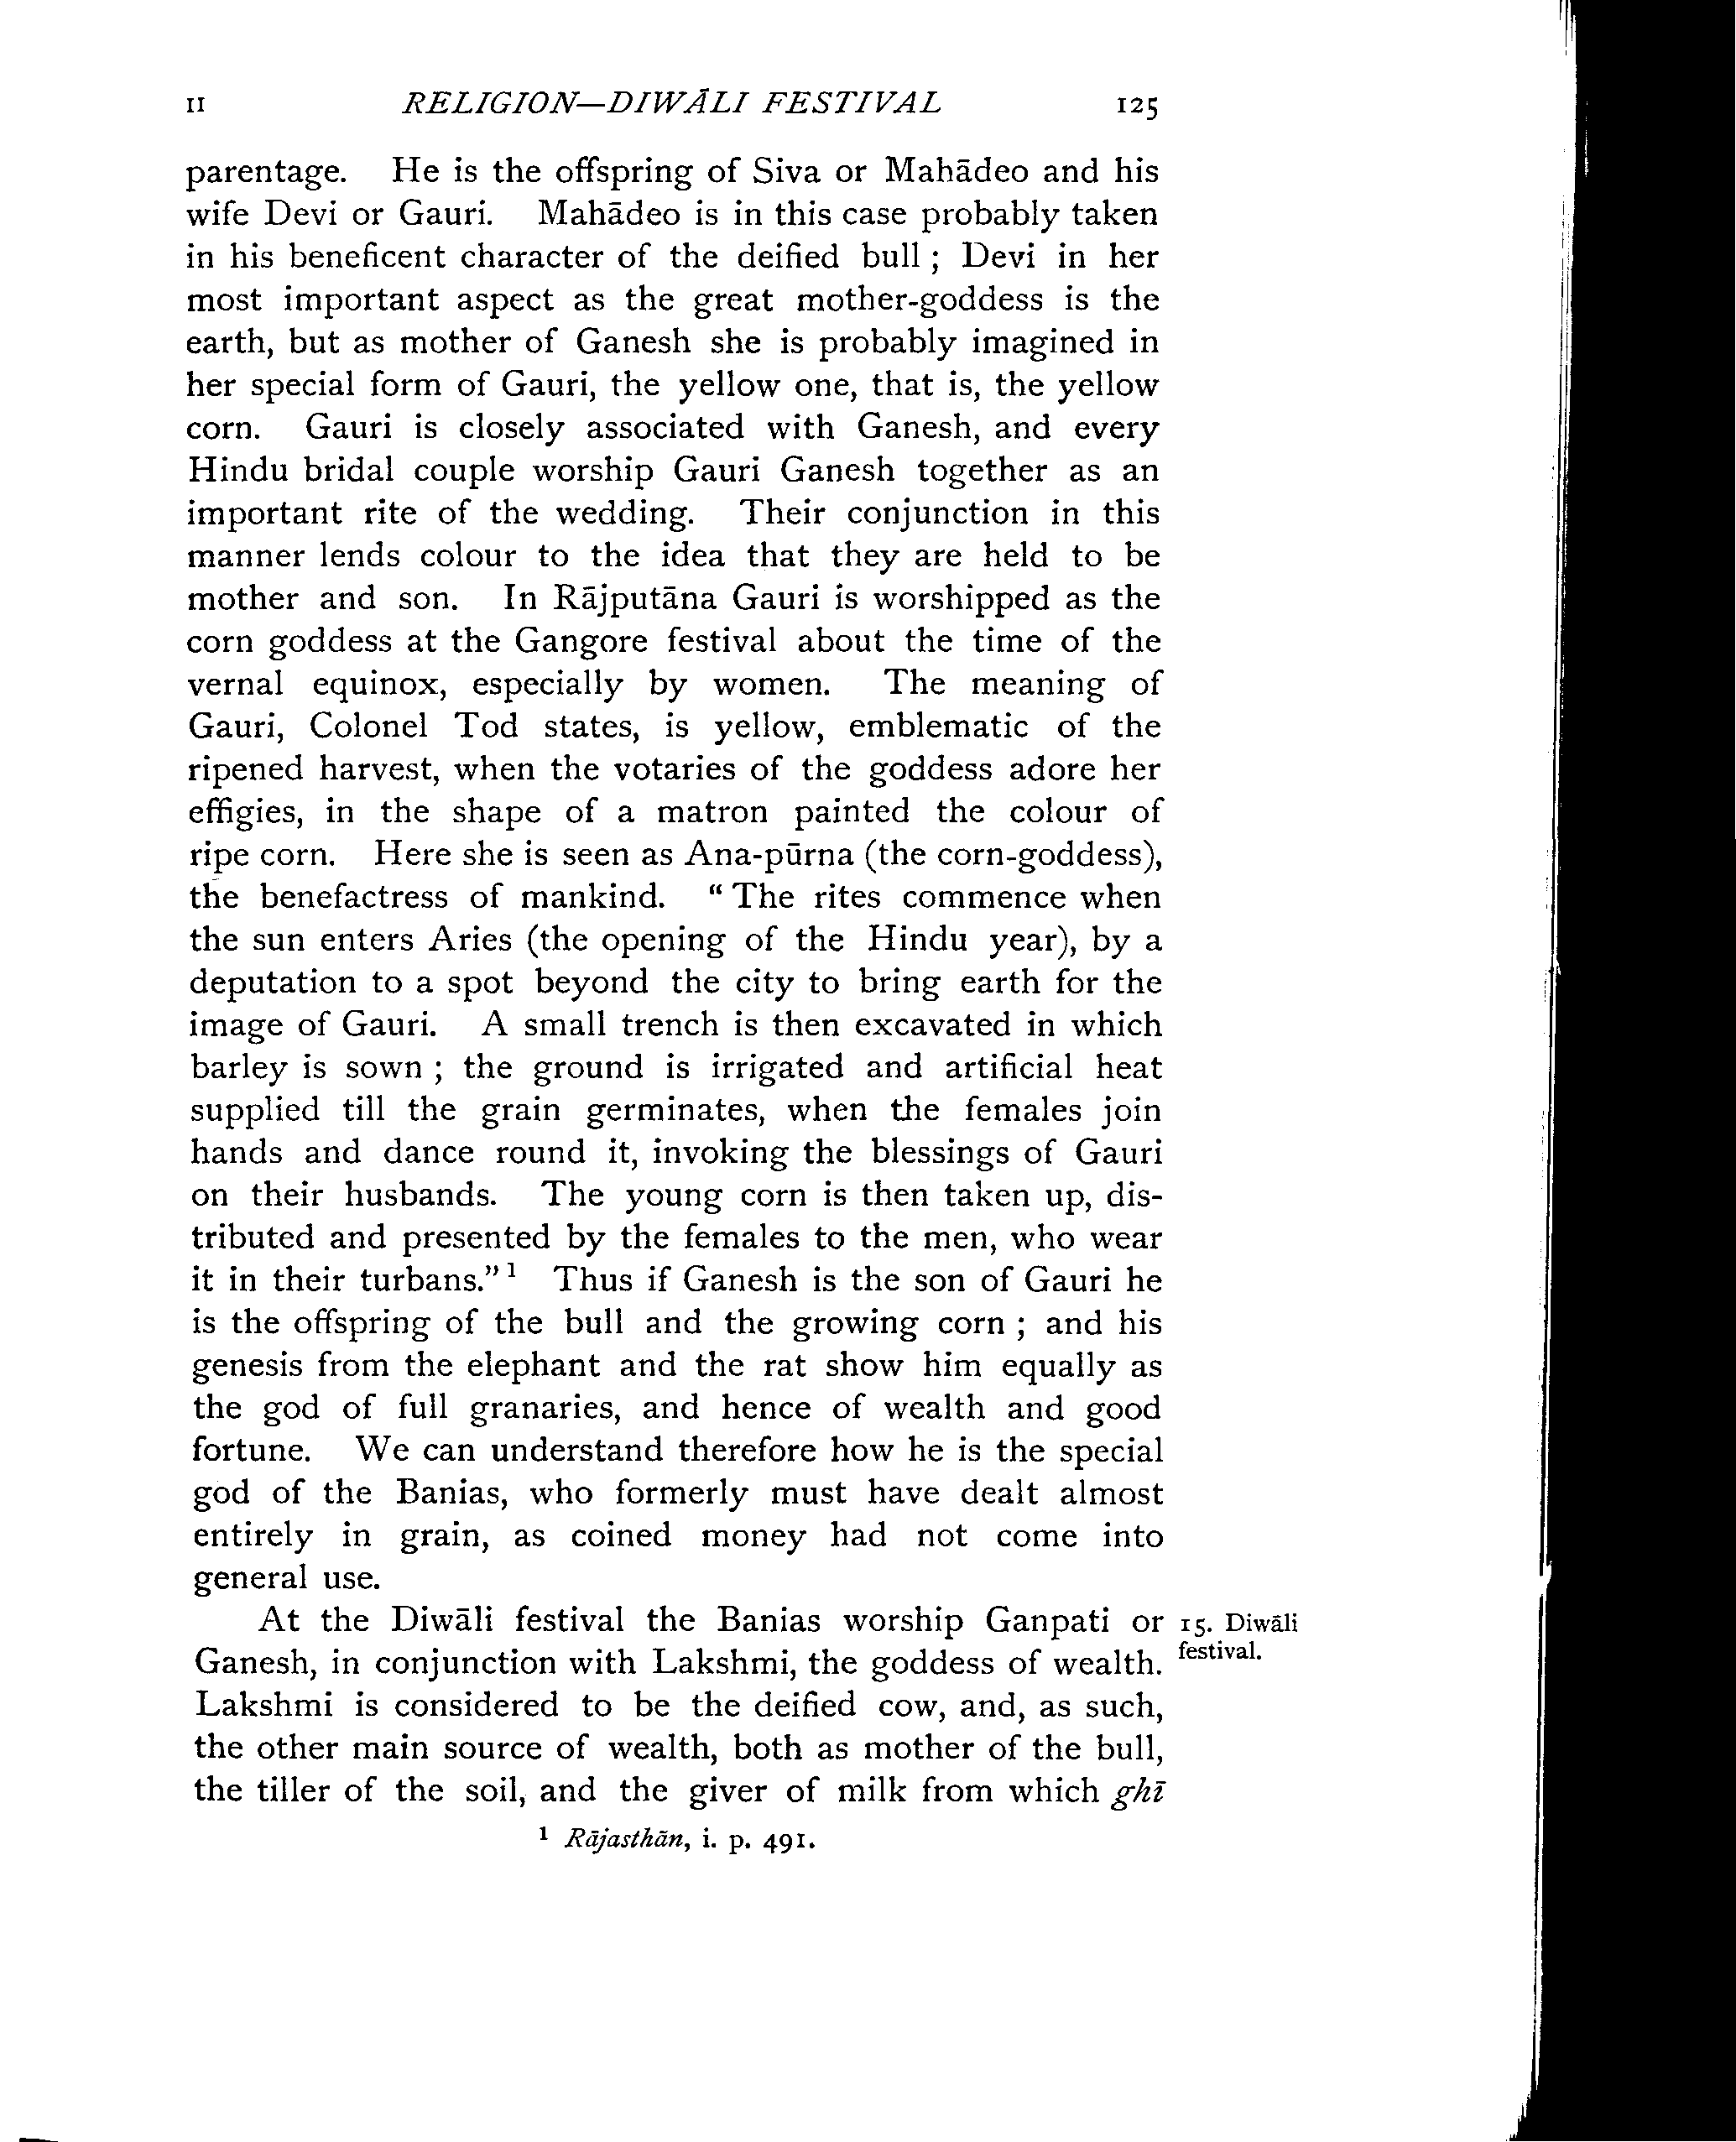 II RELIGION—DIWĀLI FESTIVAL 125
parentage. He is the offspring of Siva or Mahādeo and his
wife Devi or Gauri. Mahādeo is in this case probably taken
in his beneficent character of the deified bull ; Devi in her
most important aspect as the great mother-goddess is the
earth, but as mother of Ganesh she is probably imagined in
her special form of Gauri, the yellow one, that is, the yellow
corn. Gauri is closely associated with Ganesh, and every
Hindu bridal couple worship Gauri Ganesh together as an
important rite of the wedding. Their conjunction in this
manner lends colour to the idea that they are held to be
mother and son. In Rājputāna Gauri is worshipped as the
corn goddess at the Gangore festival about the time of the
vernal equinox, especially by women. The meaning of
Gauri, Colonel Tod states, is yellow, emblematic of the
ripened harvest, when the votaries of the goddess adore her
effigies, in the shape of a matron painted the colour of
ripe corn. Here she is seen as Ana-pūrna (the corn-goddess),
the benefactress of mankind. “ The rites commence when
the sun enters Aries (the opening of the Hindu year), by a
deputation to a spot beyond the city to bring earth for the
image of Gauri. A small trench is then excavated in which
barley is sown ; the ground is irrigated and artificial heat
supplied till the grain germinates, when the females join
hands and dance round it, invoking the blessings of Gauri
on their husbands. The young corn is then taken up, dis-
tributed and presented by the females to the men, who wear
it in their turbans.” 1 Thus if Ganesh is the son of Gauri he
is the offspring of the bull and the growing corn ; and his
genesis from the elephant and the rat show him equally as
the god of full granaries, and hence of wealth and good
fortune. We can understand therefore how he is the special
god of the Banias, who formerly must have dealt almost
entirely in grain, as coined money had not come into
general use.
At the Diwāli festival the Banias worship Ganpati or 15. Diwāli
Ganesh, in conjunction with Lakshmi, the goddess of wealth. festival.
Lakshmi is considered to be the deified cow, and, as such,
the other main source of wealth, both as mother of the bull,
the tiller of the soil, and the giver of milk from which ghī
1 Rājasthān, i. p. 491.